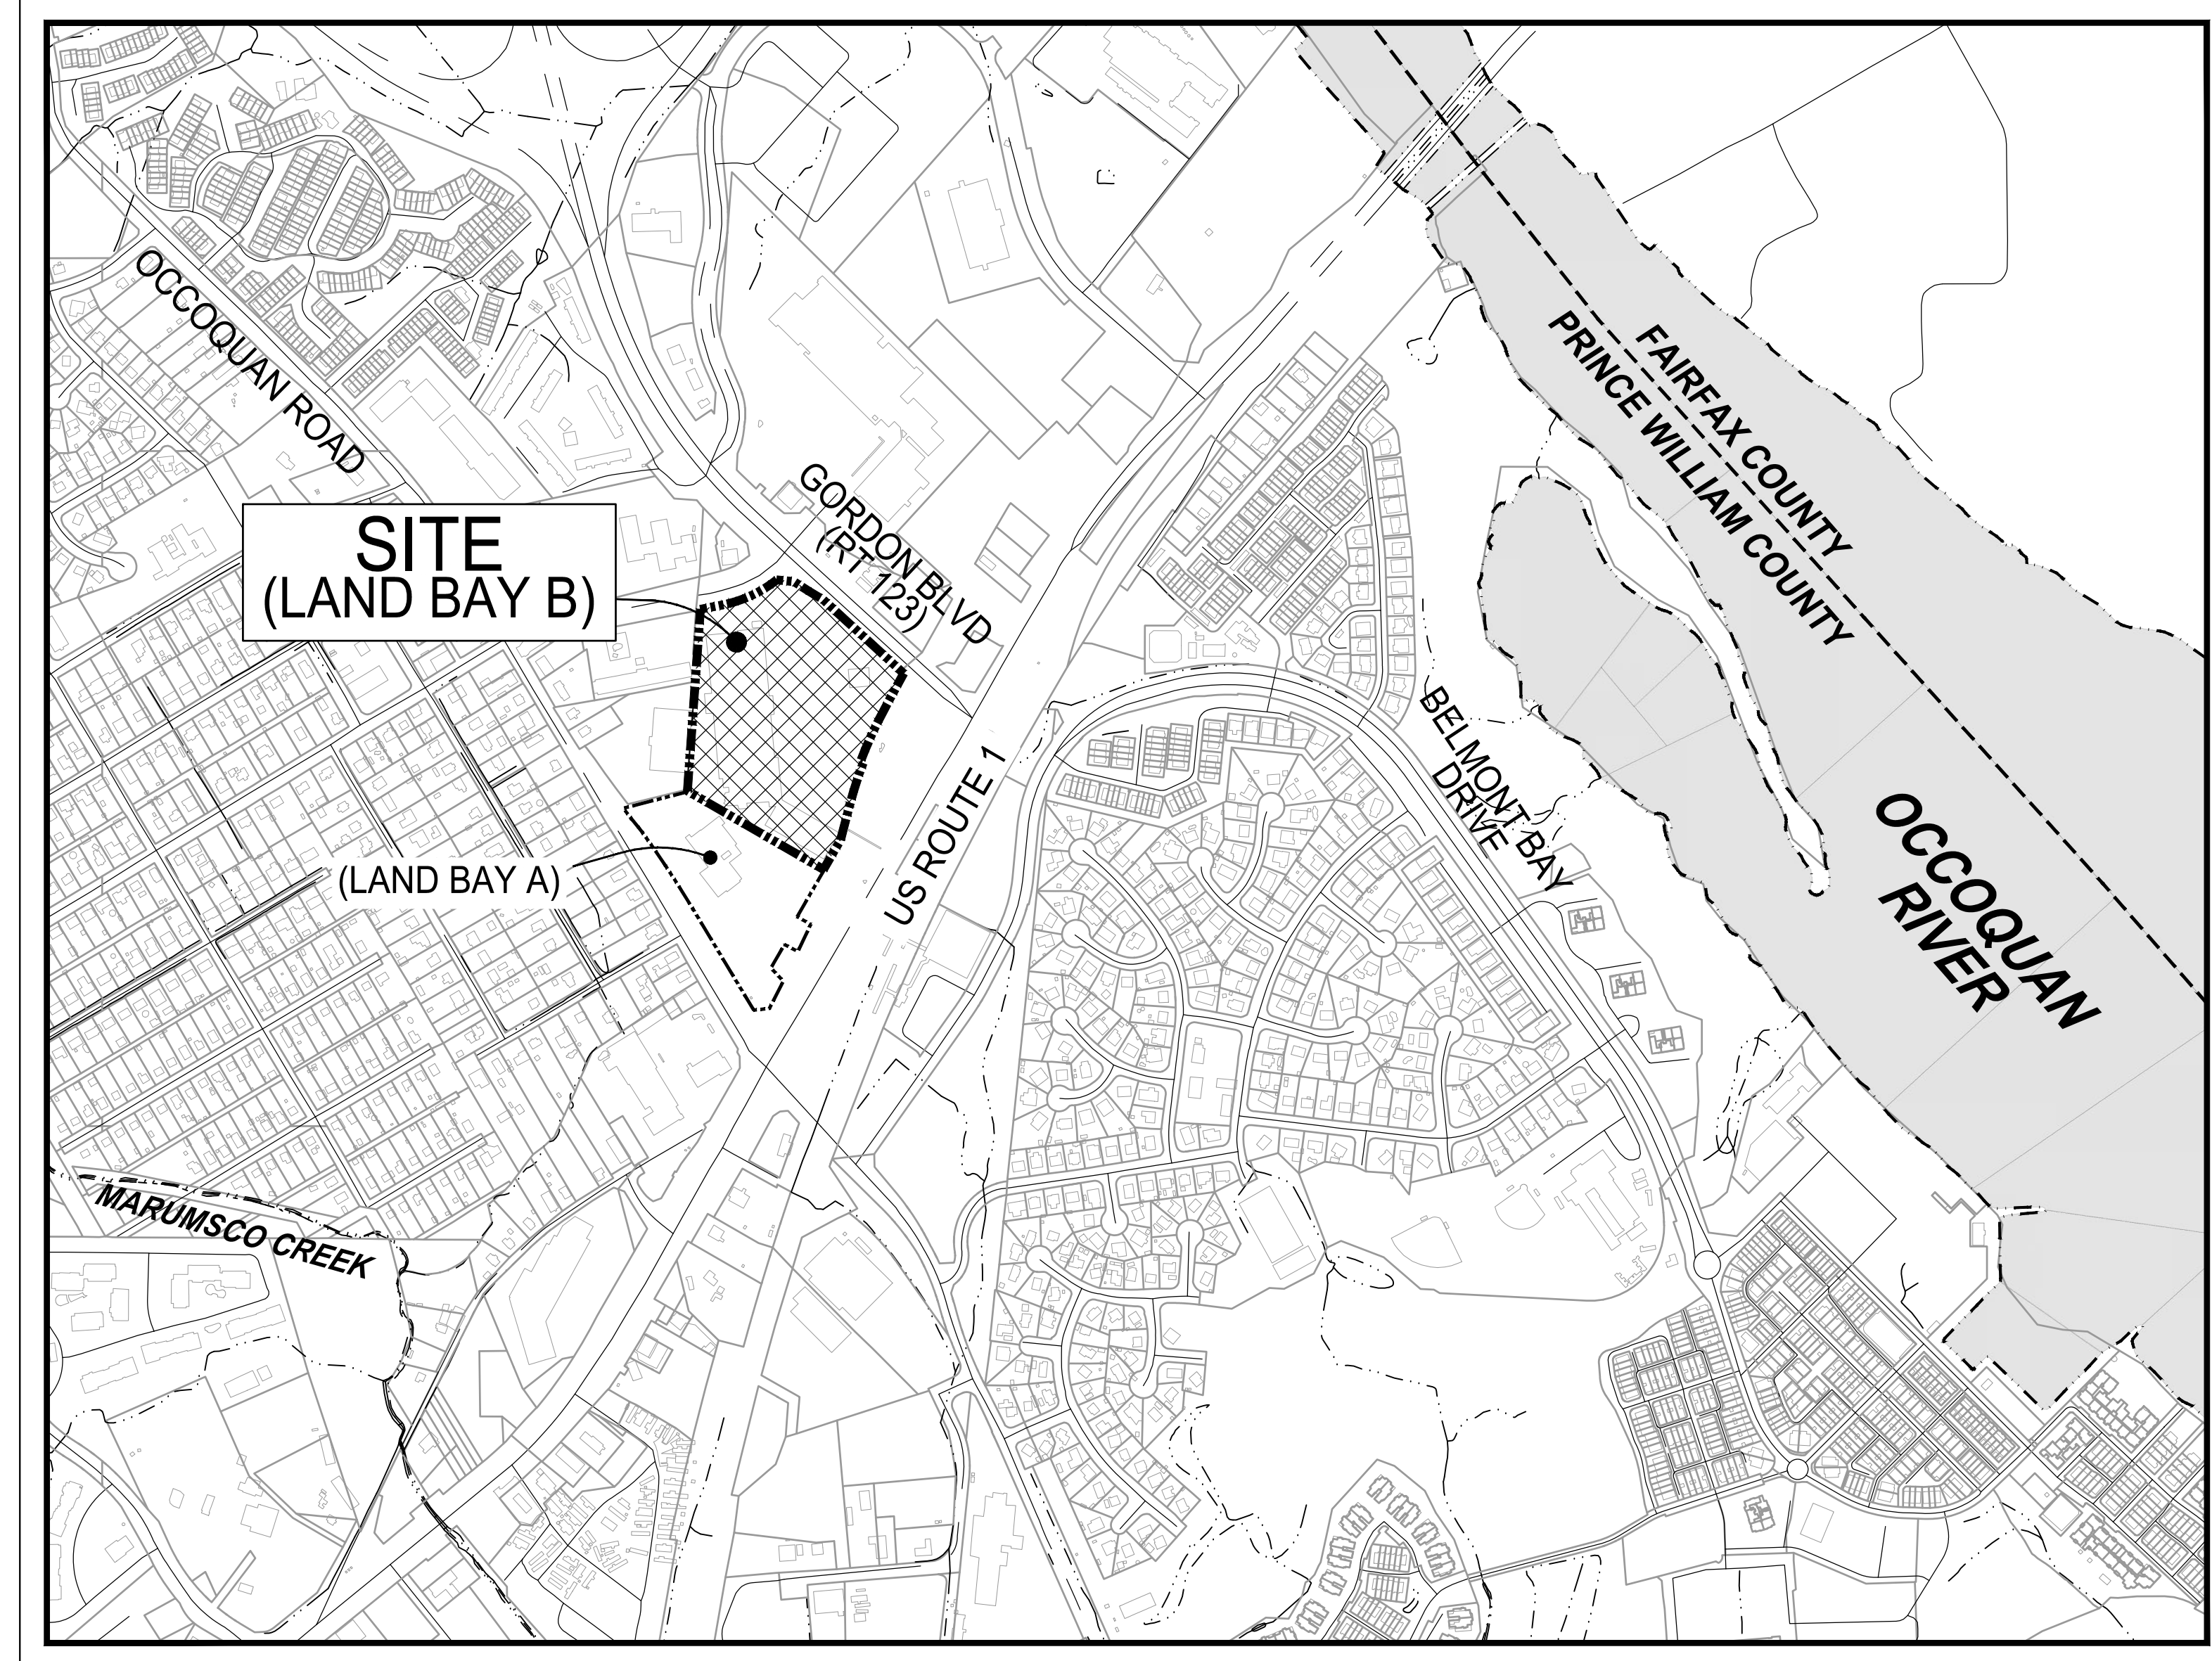 OCCOQUAN ROAD
FAIRFAX COUNTY
PRINCE WILLIAM COUNTY
GORDON BLVD
(RT 123)
SITE
(LAND BAY B)
BELMONT BAY
DRIVE
US ROUTE 1
OCCOQUAN
RIVER
(LAND BAY A)
MARUMSCO CREEK